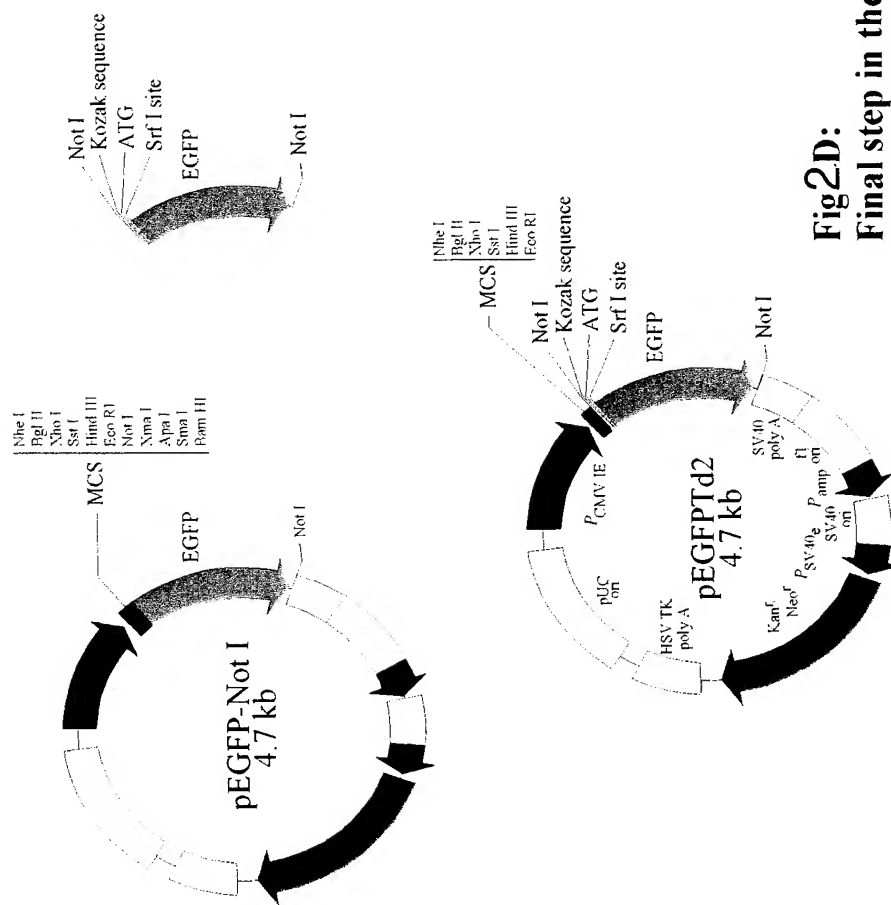 Nhe I
Bgl II
Xho I
Sst I
Hind III
Eco RI
Not I
Xma I
Apa I
Sma I
Bam HI
MCS
EGFP
Not I
pEGFP-Not I
4.7 kb
Not I
Kozak sequence
ATG
Srf I site
EGFP
Not I
Nhe I
Bgl II
Xho I
Sst I
Hind III
Eco RI
MCS
Not I
Kozak sequence
ATG
Srf I site
EGFP
Not I
PCMV IE
pUC
ori
HSV TK
poly A
Kanr
Neor
PSV40e
SV40
ori
Pamp
f1
ori
SV40
poly A
pEGFPTd2
4.7 kb
Fig2D:
Final step in the